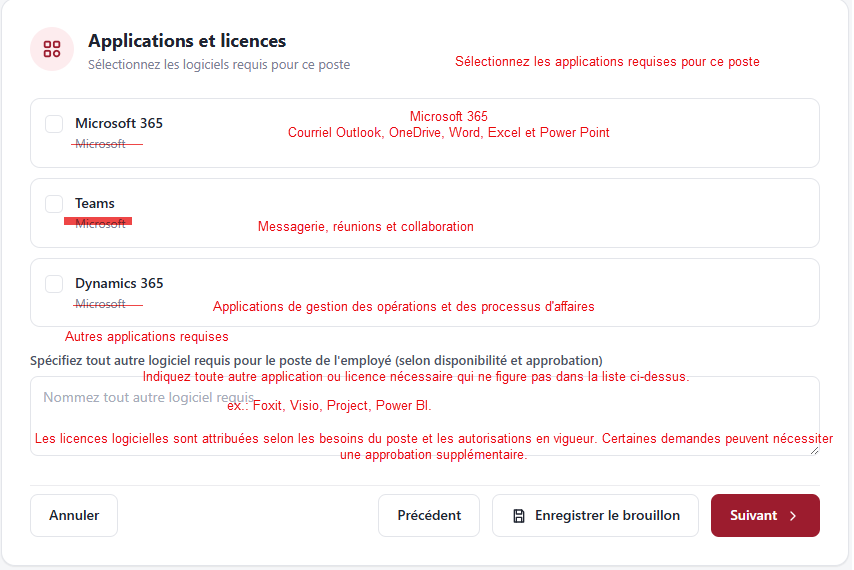 Applications et licences
Sélectionnez les logiciels requis pour ce poste
Sélectionnez les applications requises pour ce poste
Microsoft 365
Microsoft
Microsoft 365
Courriel Outlook, OneDrive, Word, Excel et Power Point
Teams
Microsoft
Messagerie, réunions et collaboration
Dynamics 365
Microsoft
Applications de gestion des opérations et des processus d'affaires
Autres applications requises
Spécifiez tout autre logiciel requis pour le poste de l'employé (selon disponibilité et approbation)
Indiquez toute autre application ou licence nécessaire qui ne figure pas dans la liste ci-dessus.
Nommez tout autre logiciel requis
ex.: Foxit, Visio, Project, Power BI.
Les licences logicielles sont attribuées selon les besoins du poste et les autorisations en vigueur. Certaines demandes peuvent nécessiter
une approbation supplémentaire.
Annuler
Précédent
Enregistrer le brouillon
Suivant